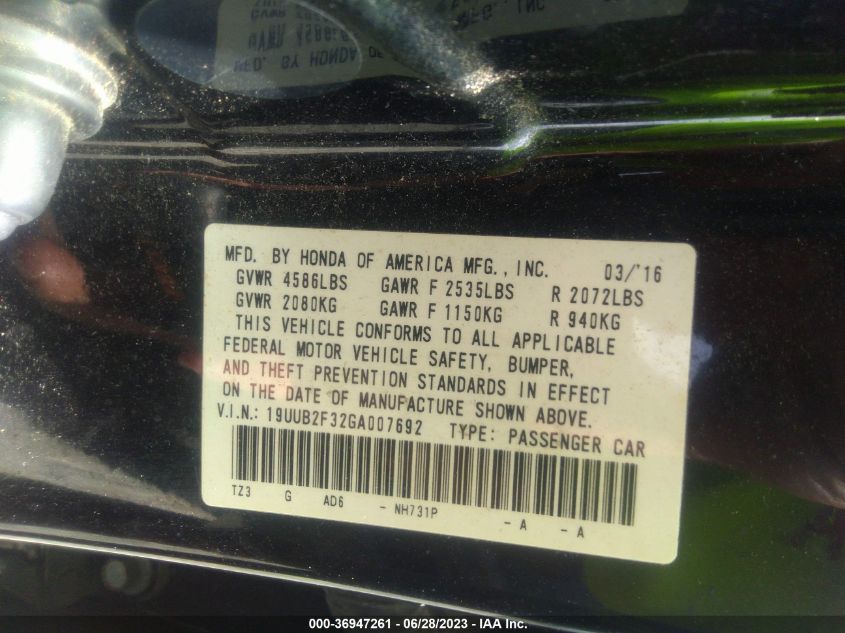 MFD. BY HONDA OF AMERICA MFG., INC. 03/'16
GVWR 4586LBS GAWR F 2535LBS R 2072LBS
GVWR 2080KG GAWR F 1150KG R 940KG
THIS VEHICLE CONFORMS TO ALL APPLICABLE
FEDERAL MOTOR VEHICLE SAFETY, BUMPER,
AND THEFT PREVENTION STANDARDS IN EFFECT
ON THE DATE OF MANUFACTURE SHOWN ABOVE.
V.I.N.: 19UUB2F32GA007692 TYPE: PASSENGER CAR
TZ3 G AD6 - NH731P - A - A
000-36947261 - 06/28/2023 - IAA Inc.